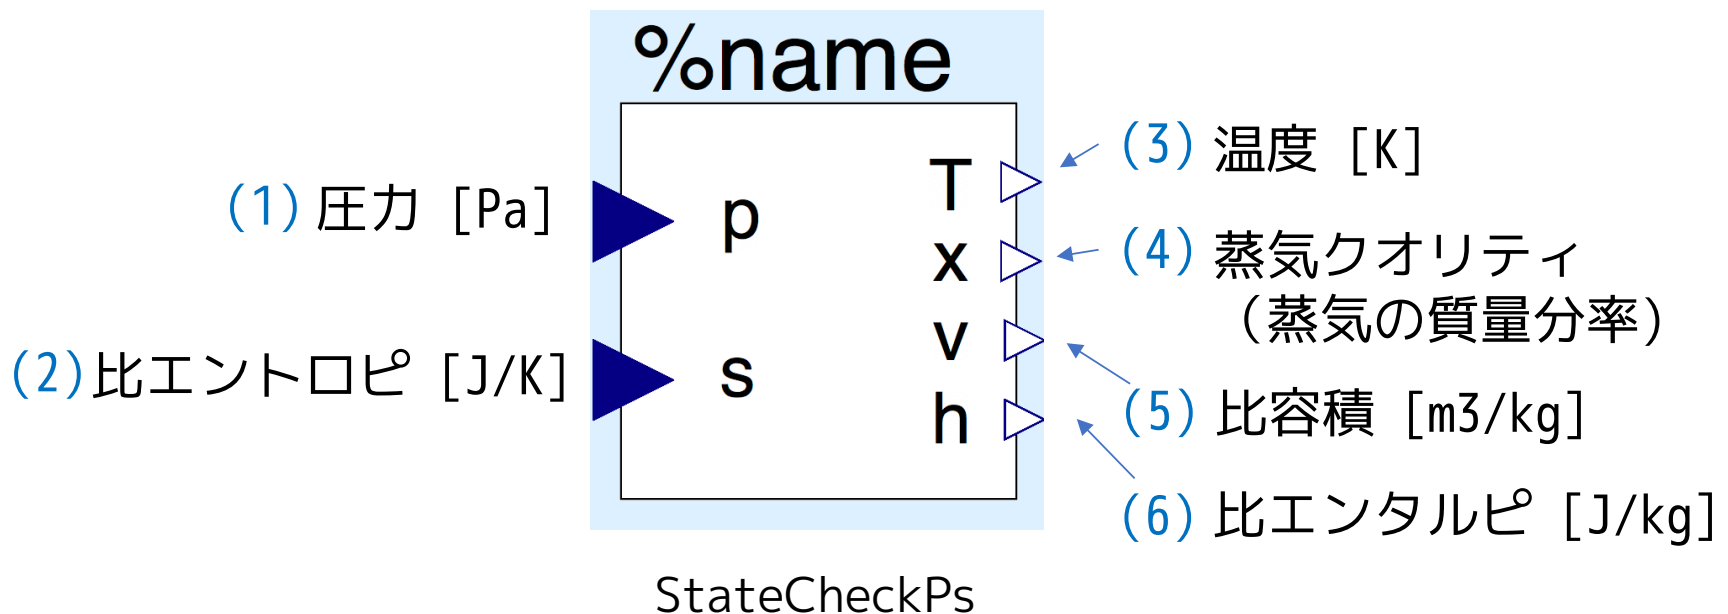 %name
(1) 圧力 [Pa]
(2) 比エントロピ [J/K]
p
s
T
x
v
h
(3) 温度 [K]
(4) 蒸気クオリティ
(蒸気の質量分率)
(5) 比容積 [m3/kg]
(6) 比エンタルピ [J/kg]
StateCheckPs